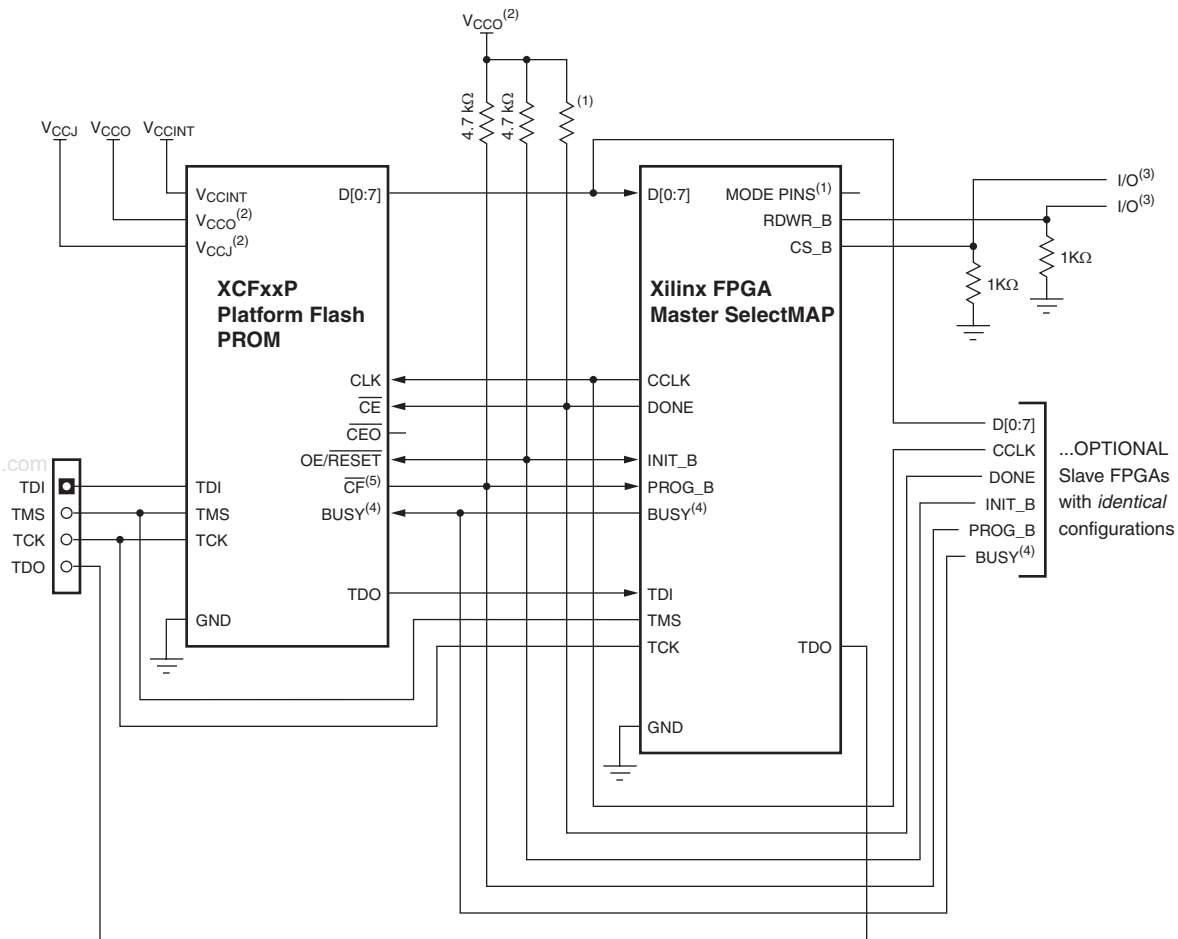 VCCO(2)
4.7 kΩ
4.7 kΩ
(1)
VCCJ VCCO VCCINT
VCCINT
VCCO(2)
VCCJ(2)
D[0:7]
XCFxxP
Platform Flash
PROM
CLK
CE
CEO
OE/RESET
CF(5)
BUSY(4)
TDI
TMS
TCK
TDO
GND
D[0:7]
MODE PINS(1)
RDWR_B
CS_B
Xilinx FPGA
Master SelectMAP
CCLK
DONE
INIT_B
PROG_B
BUSY(4)
TDI
TMS
TCK
TDO
GND
I/O(3)
I/O(3)
1KΩ
1KΩ
.com
TDI
TMS
TCK
TDO
D[0:7]
CCLK
DONE
INIT_B
PROG_B
BUSY(4)
...OPTIONAL
Slave FPGAs
with identical
configurations